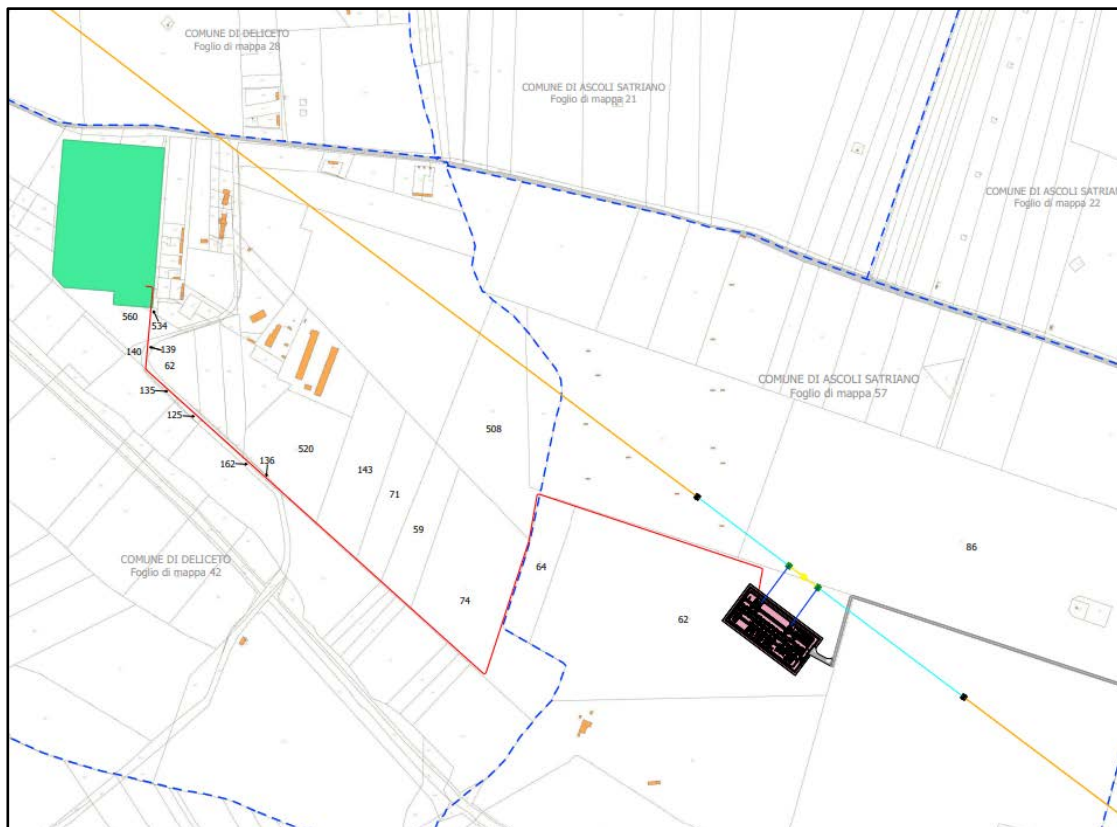 COMUNE DI DELICETO
Foglio di mappa 28
COMUNE DI ASCOLI SATRIANO
Foglio di mappa 21
COMUNE DI ASCOLI SATRIAN
Foglio di mappa 22
560
534
140
139
62
135
125
COMUNE DI ASCOLI SATRIANO
Foglio di mappa 57
508
520
136
162
143
71
59
86
COMUNE DI DELICETO
Foglio di mappa 42
64
74
62